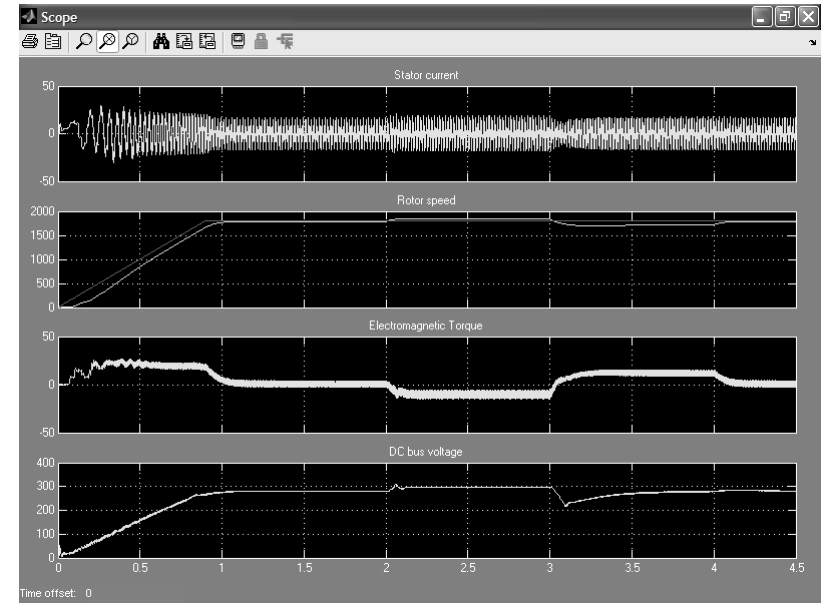 Scope
Stator current
50
0
-50
Rotor speed
2000
1500
1000
500
0
Electromagnetic Torque
50
0
-50
DC bus voltage
400
300
200
100
0
0 0.5 1 1.5 2 2.5 3 3.5 4 4.5
Time offset: 0